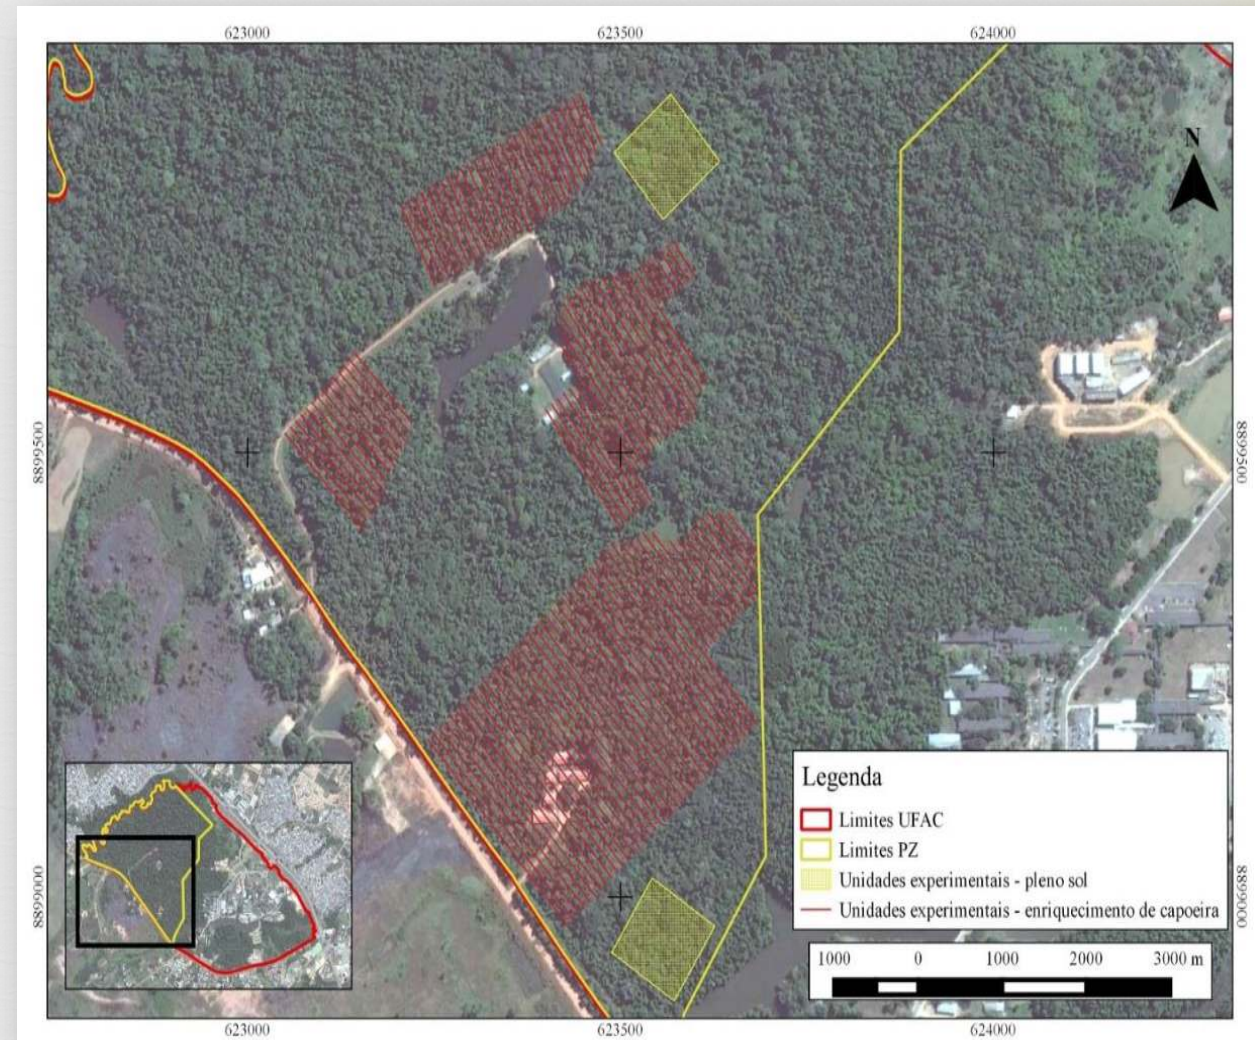 623000
623500
624000
N
8899500
8899500
Legenda
Limites UFAC
Limites PZ
Unidades experimentais - pleno sol
Unidades experimentais - enriquecimento de capoeira
8899000
8899000
1000 0 1000 2000 3000 m
623000
623500
624000